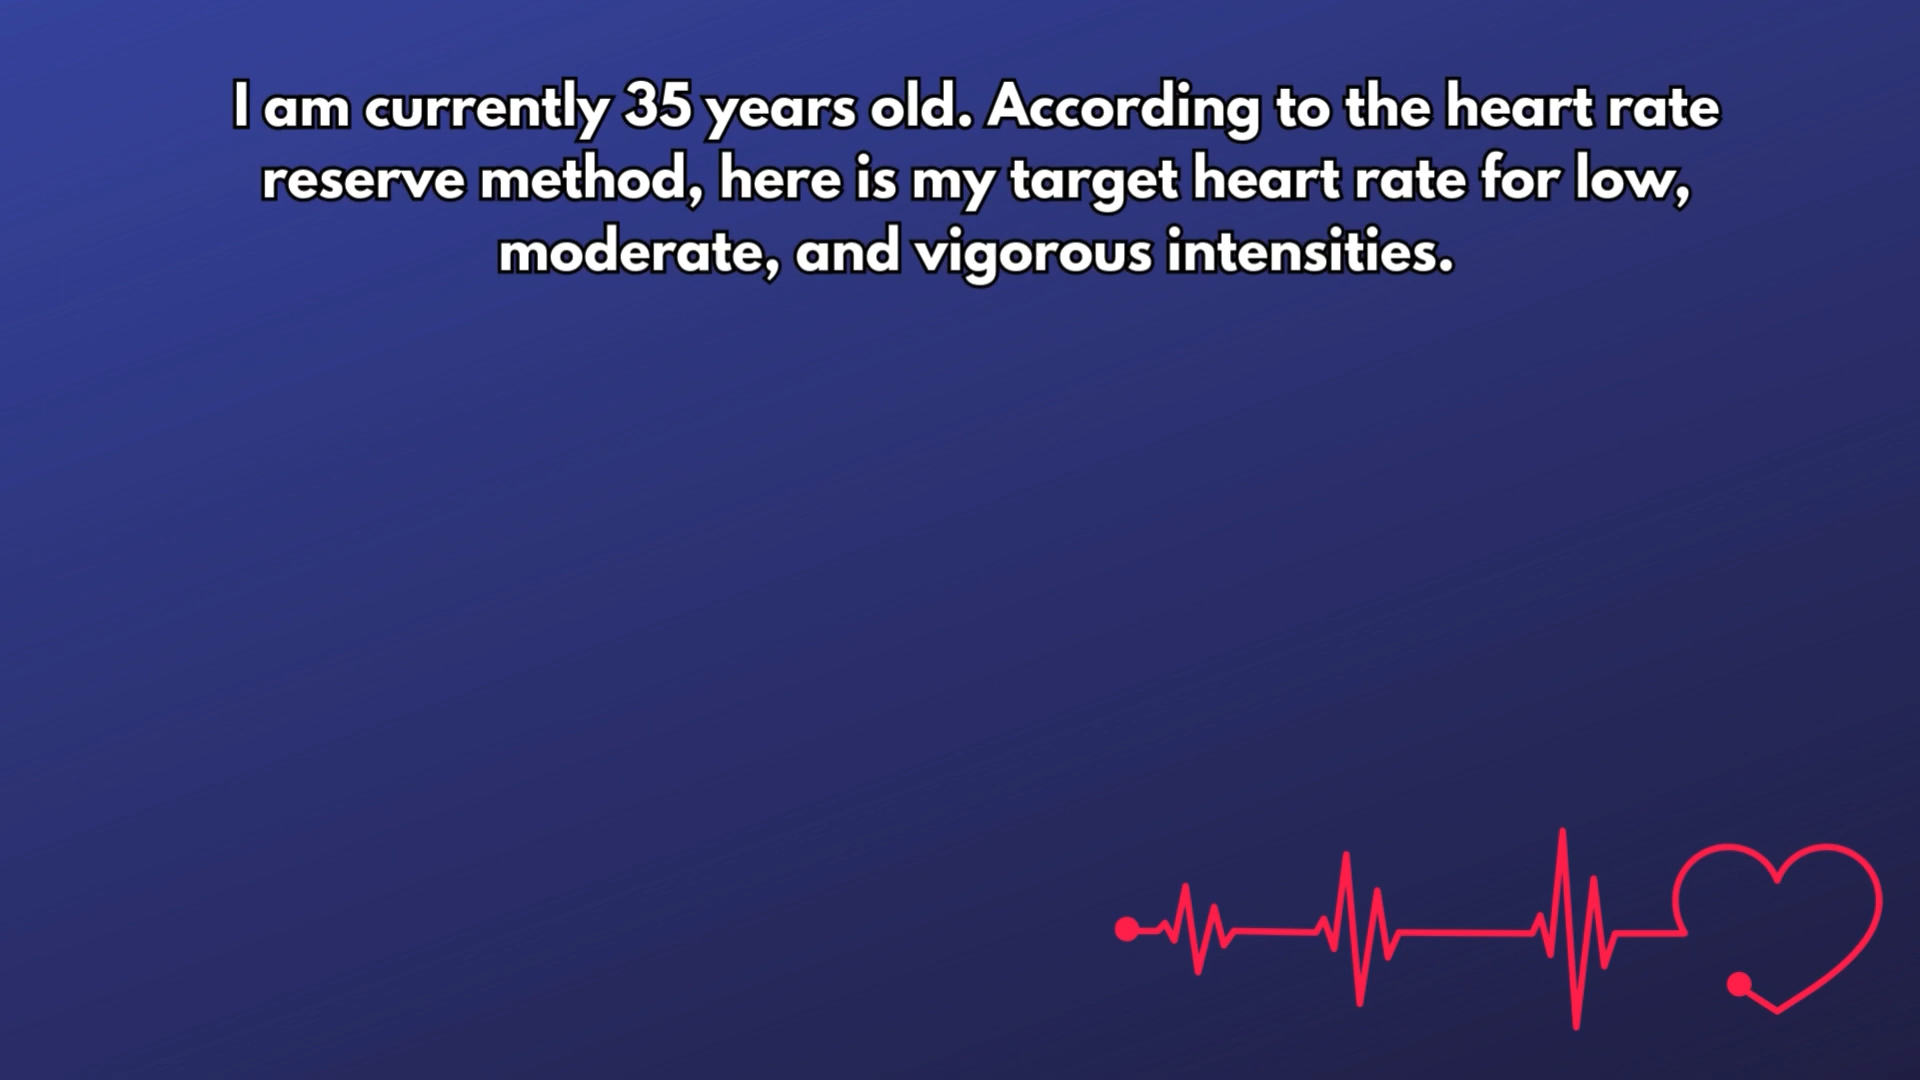 I am currently 35 years old. According to the heart rate
reserve method, here is my target heart rate for low,
moderate, and vigorous intensities.